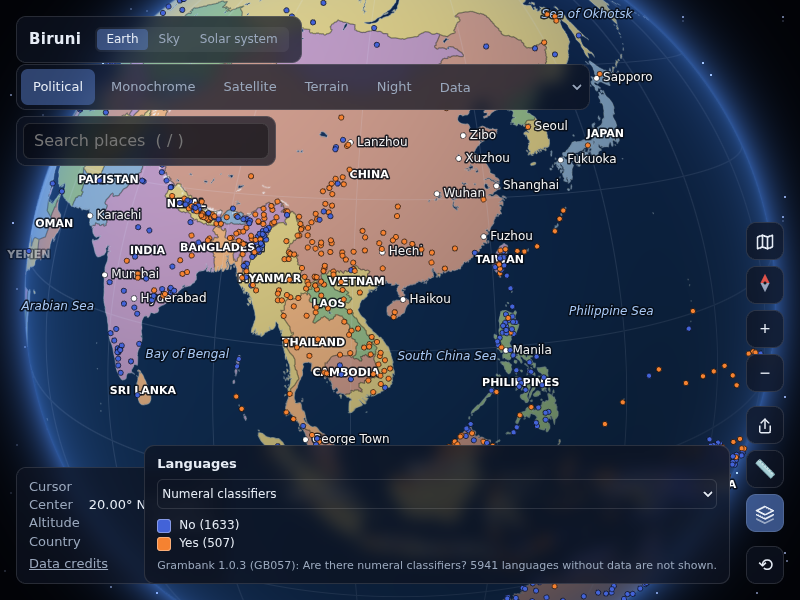 Biruni
Earth
Sky
Solar system
Political
Monochrome
Satellite
Terrain
Night
Data
Search places ( / )
Sea of Okhotsk
Sapporo
Seoul
JAPAN
Fukuoka
Zibo
Xuzhou
Lanzhou
CHINA
Wuhan
Shanghai
PAKISTAN
Karachi
OMAN
YEMEN
INDIA
BANGLADES
Fuzhou
TAIWAN
Hechi
Mumbai
Hyderabad
VIETNAM
LAOS
Haikou
Arabian Sea
Philippine Sea
Bay of Bengal
THAILAND
South China Sea
Manila
CAMBODIA
PHILIPPINES
SRI LANKA
George Town
Cursor
Center 20.00° N
Altitude
Country
Data credits
Languages
Numeral classifiers
No (1633)
Yes (507)
Grambank 1.0.3 (GB057): Are there numeral classifiers? 5941 languages without data are not shown.